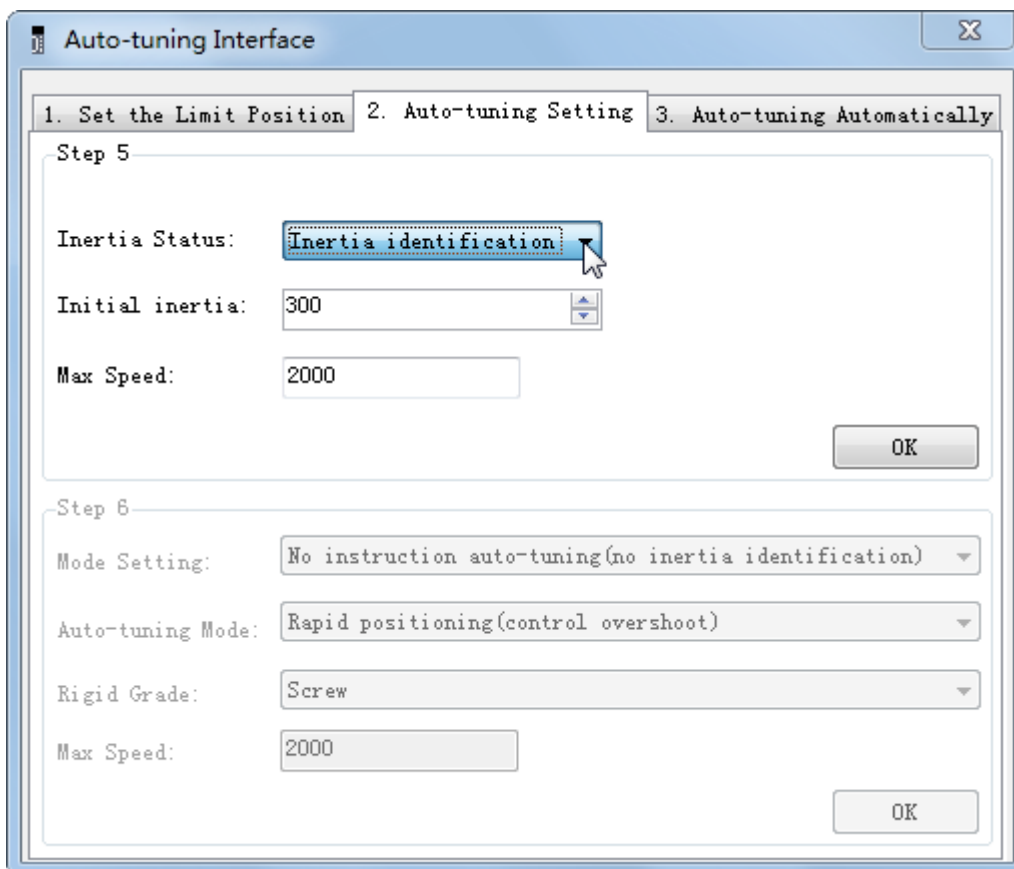 Auto-tuning Interface
1. Set the Limit Position 2. Auto-tuning Setting 3. Auto-tuning Automatically
Step 5
Inertia Status: Inertia identification
Initial inertia: 300
Max Speed: 2000
OK
Step 6
Mode Setting: No instruction auto-tuning(no inertia identification)
Auto-tuning Mode: Rapid positioning(control overshoot)
Rigid Grade: Screw
Max Speed: 2000
OK